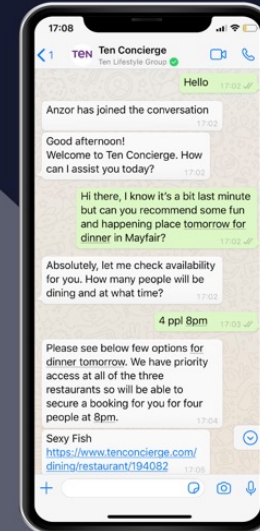 17:08
1
TEN
Ten Concierge
Ten Lifestyle Group
Hello
17:02
Anzor has joined the conversation
17:02
Good afternoon!
Welcome to Ten Concierge. How
can I assist you today?
17:02
Hi there, I know it's a bit last minute
but can you recommend some fun
and happening place tomorrow for
dinner in Mayfair?
17:02
Absolutely, let me check availability
for you. How many people will be
dining and at what time?
17:02
4 ppl 8pm
17:03
Please see below few options for
dinner tomorrow. We have priority
access at all of the three
restaurants so will be able to
secure a booking for you for four
people at 8pm.
17:04
Sexy Fish
https://www.tenconcierge.com/
dining/restaurant/194082
17:05